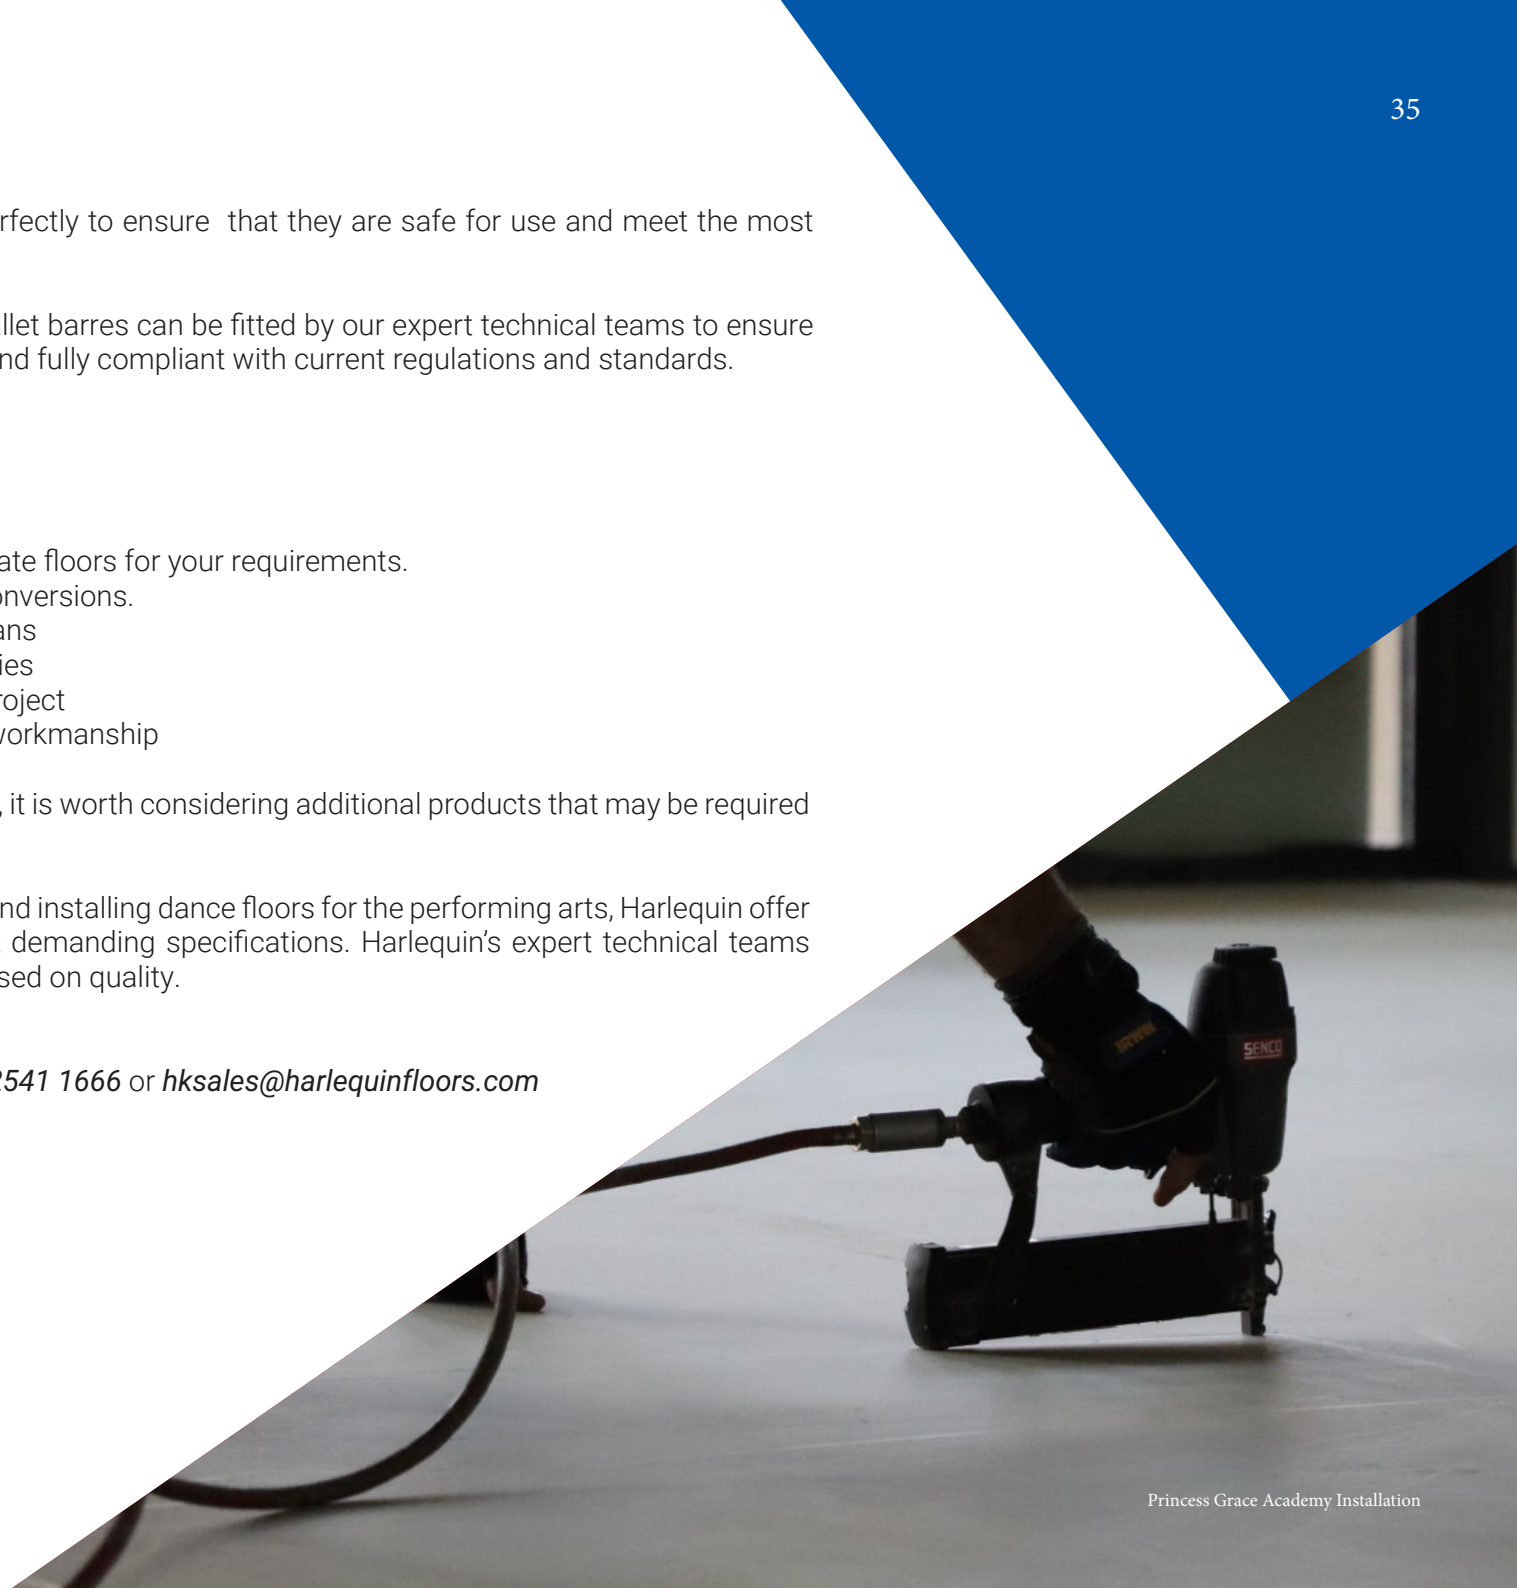 35
rfectly to ensure that they are safe for use and meet the most
llet barres can be fitted by our expert technical teams to ensure
nd fully compliant with current regulations and standards.
ate floors for your requirements.
onversions.
ans
ies
roject
workmanship
, it is worth considering additional products that may be required
nd installing dance floors for the performing arts, Harlequin offer
demanding specifications. Harlequin’s expert technical teams
sed on quality.
2541 1666 or hksales@harlequinfloors.com
IRWIN
SENCO
Princess Grace Academy Installation